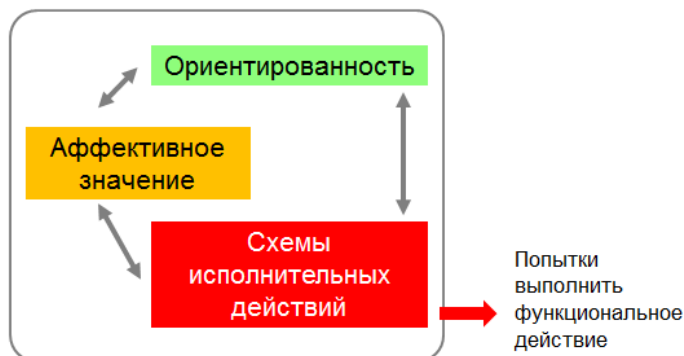 Ориентированность
Аффективное
значение
Схемы
исполнительных
действий
Попытки
выполнить
функциональное
действие